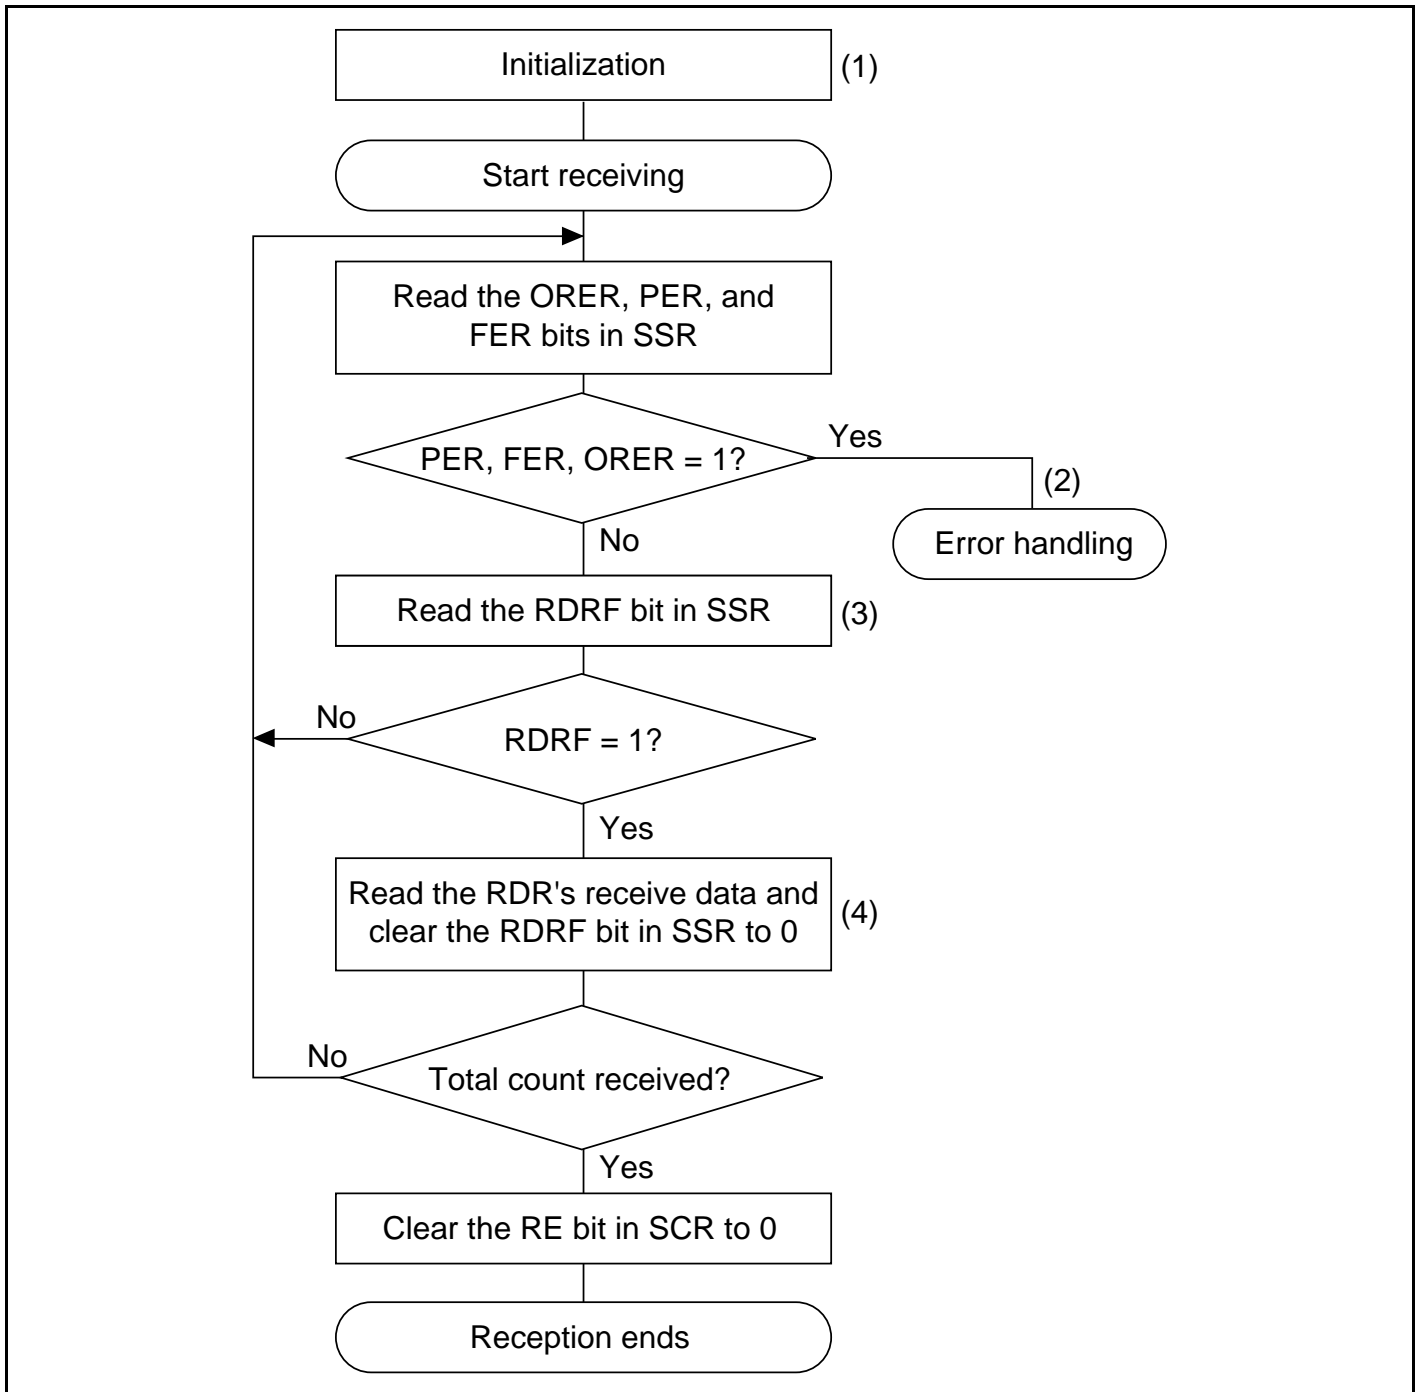 Initialization
(1)
Start receiving
Read the ORER, PER, and
FER bits in SSR
PER, FER, ORER = 1?
Yes
(2)
Error handling
No
Read the RDRF bit in SSR
(3)
No
RDRF = 1?
Yes
Read the RDR's receive data and
clear the RDRF bit in SSR to 0
(4)
No
Total count received?
Yes
Clear the RE bit in SCR to 0
Reception ends